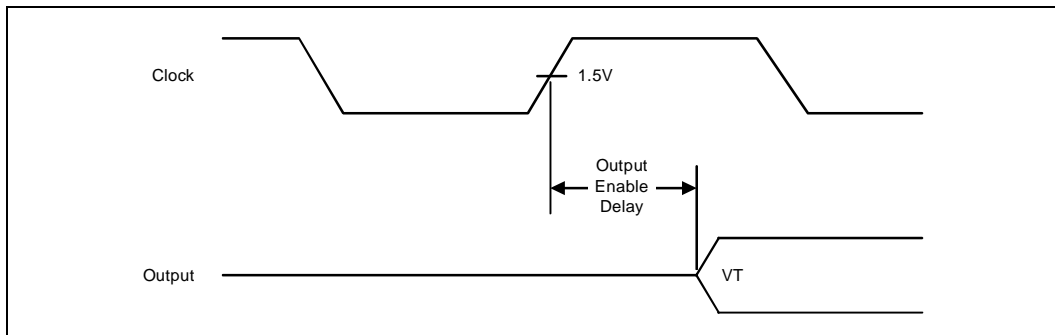 Clock
1.5V
Output
Enable
Delay
Output
VT